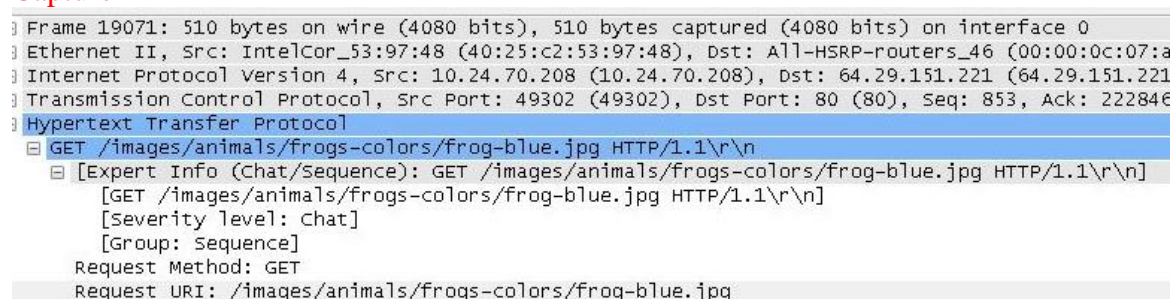 Frame 19071: 510 bytes on wire (4080 bits), 510 bytes captured (4080 bits) on interface 0
Ethernet II, Src: IntelCor_53:97:48 (40:25:c2:53:97:48), Dst: All-HSRP-routers_46 (00:00:0c:07:a
Internet Protocol Version 4, Src: 10.24.70.208 (10.24.70.208), Dst: 64.29.151.221 (64.29.151.221
Transmission Control Protocol, Src Port: 49302 (49302), Dst Port: 80 (80), Seq: 853, Ack: 222846
Hypertext Transfer Protocol
GET /images/animals/frogs-colors/frog-blue.jpg HTTP/1.1\r\n
[Expert Info (Chat/Sequence): GET /images/animals/frogs-colors/frog-blue.jpg HTTP/1.1\r\n]
[GET /images/animals/frogs-colors/frog-blue.jpg HTTP/1.1\r\n]
[Severity level: Chat]
[Group: Sequence]
Request Method: GET
Request URI: /images/animals/frogs-colors/frog-blue.jpg